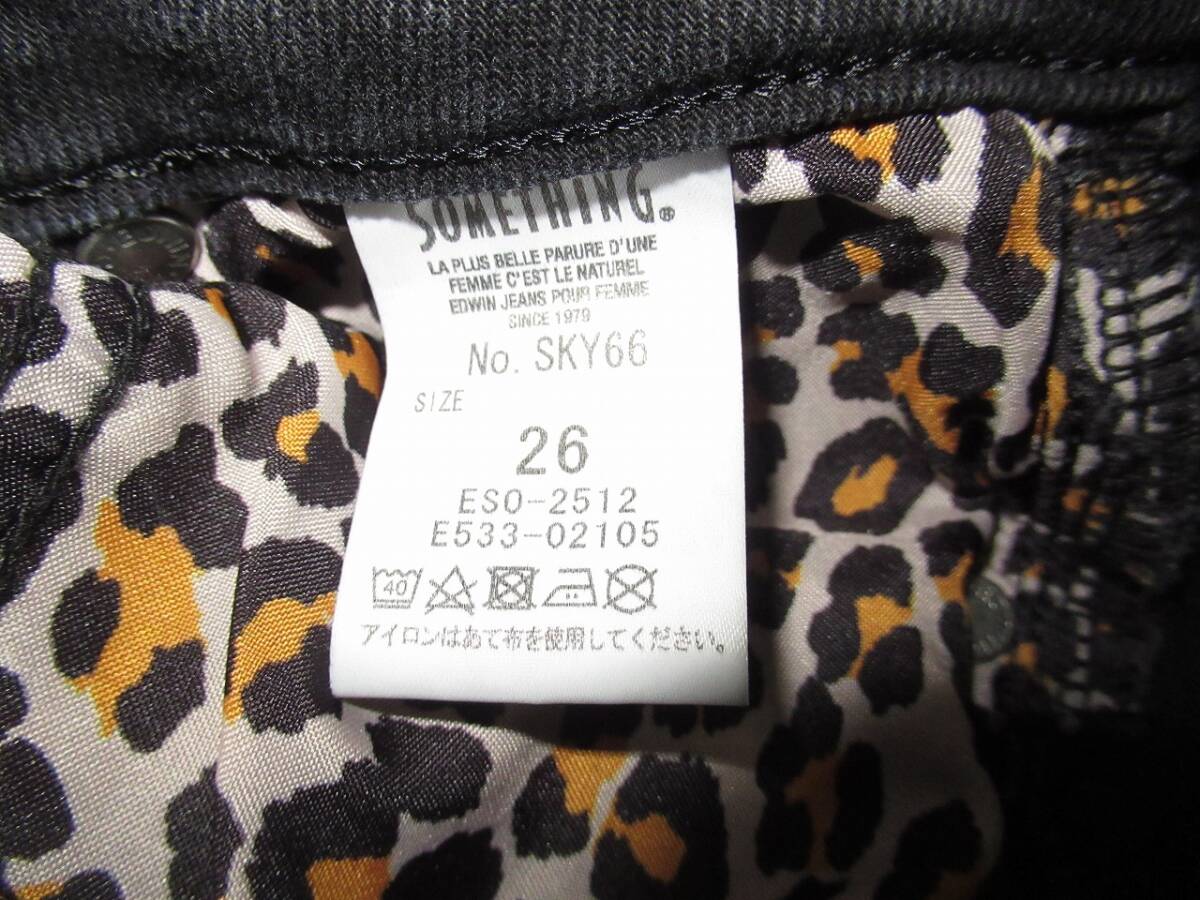 SOMETHING®
LA PLUS BELLE PARURE D'UNE
FEMME C'EST LE NATUREL
EDWIN JEANS POUR FEMME
SINCE 1979
No. SKY66
SIZE
26
ESO-2512
E533-02105
40
アイロンはあて布を使用してください。